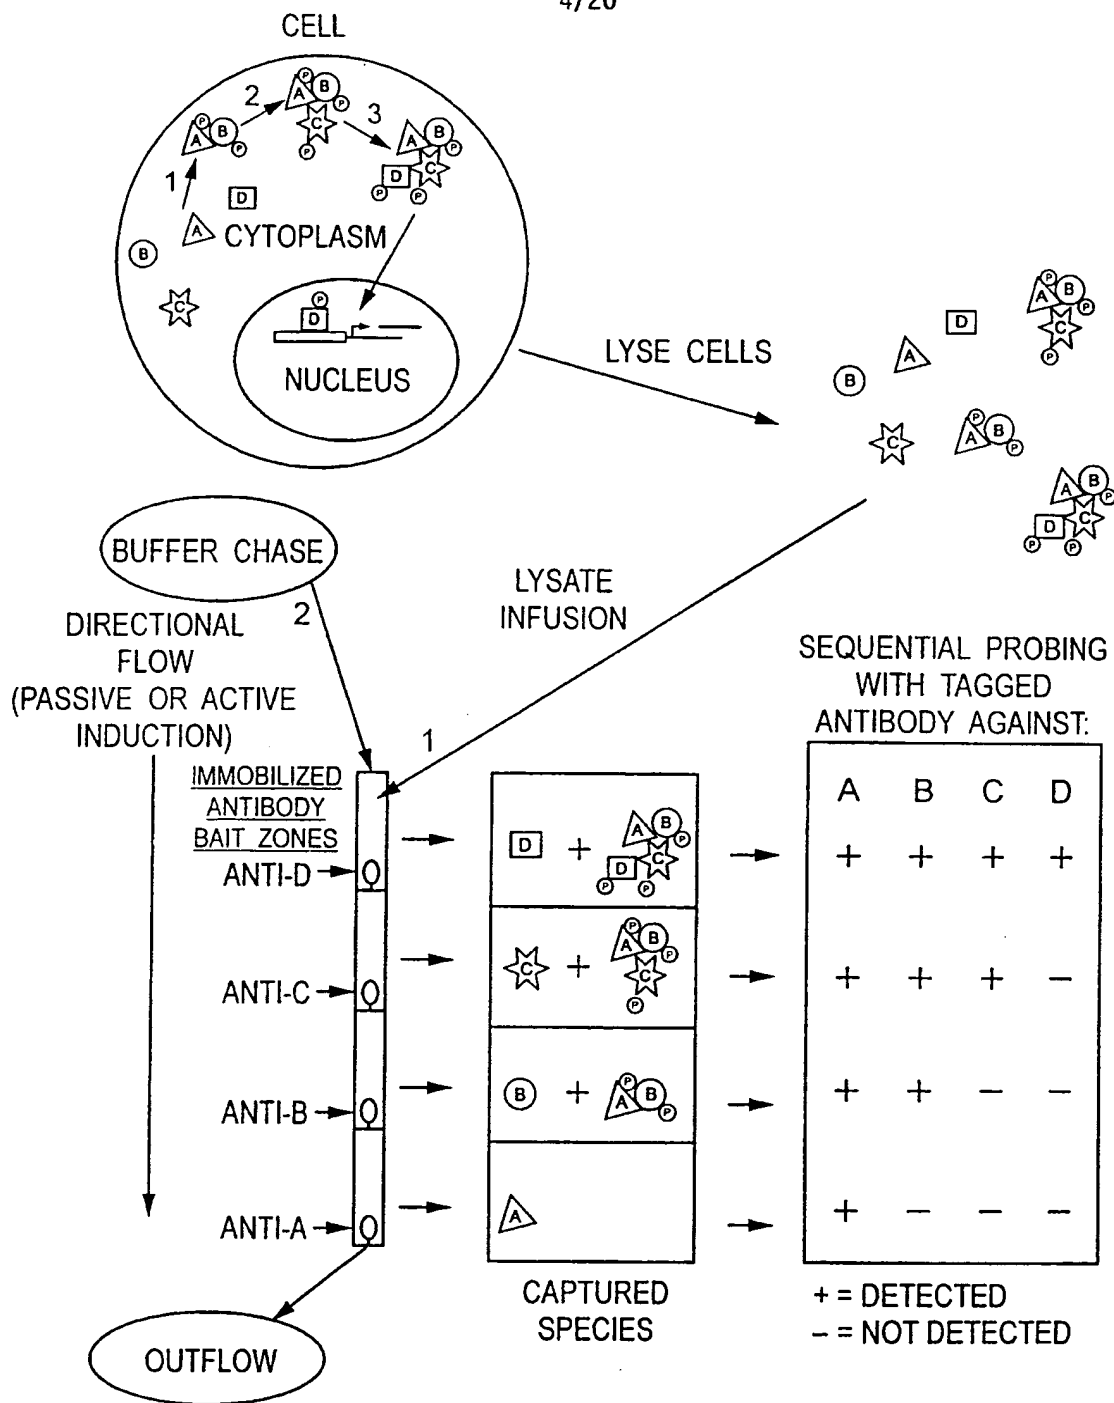 4/20
CELL
P
A
B
P
2
P
A
B
P
C
P
3
A
B
P
C
D
P
P
1
D
A
CYTOPLASM
B
C
P
D
NUCLEUS
LYSE CELLS
P
A
B
P
C
P
D
A
B
C
P
A
B
P
A
B
P
C
D
P
P
BUFFER CHASE
2
LYSATE
INFUSION
1
DIRECTIONAL
FLOW
(PASSIVE OR ACTIVE
INDUCTION)
SEQUENTIAL PROBING
WITH TAGGED
ANTIBODY AGAINST:
IMMOBILIZED
ANTIBODY
BAIT ZONES
A B C D
ANTI-D
D + A B P C D P P
+ + + +
ANTI-C
C + P A B P C P
+ + + −
ANTI-B
B + P A B P
+ + − −
ANTI-A
A
+ − − −
CAPTURED
SPECIES
+ = DETECTED
− = NOT DETECTED
OUTFLOW